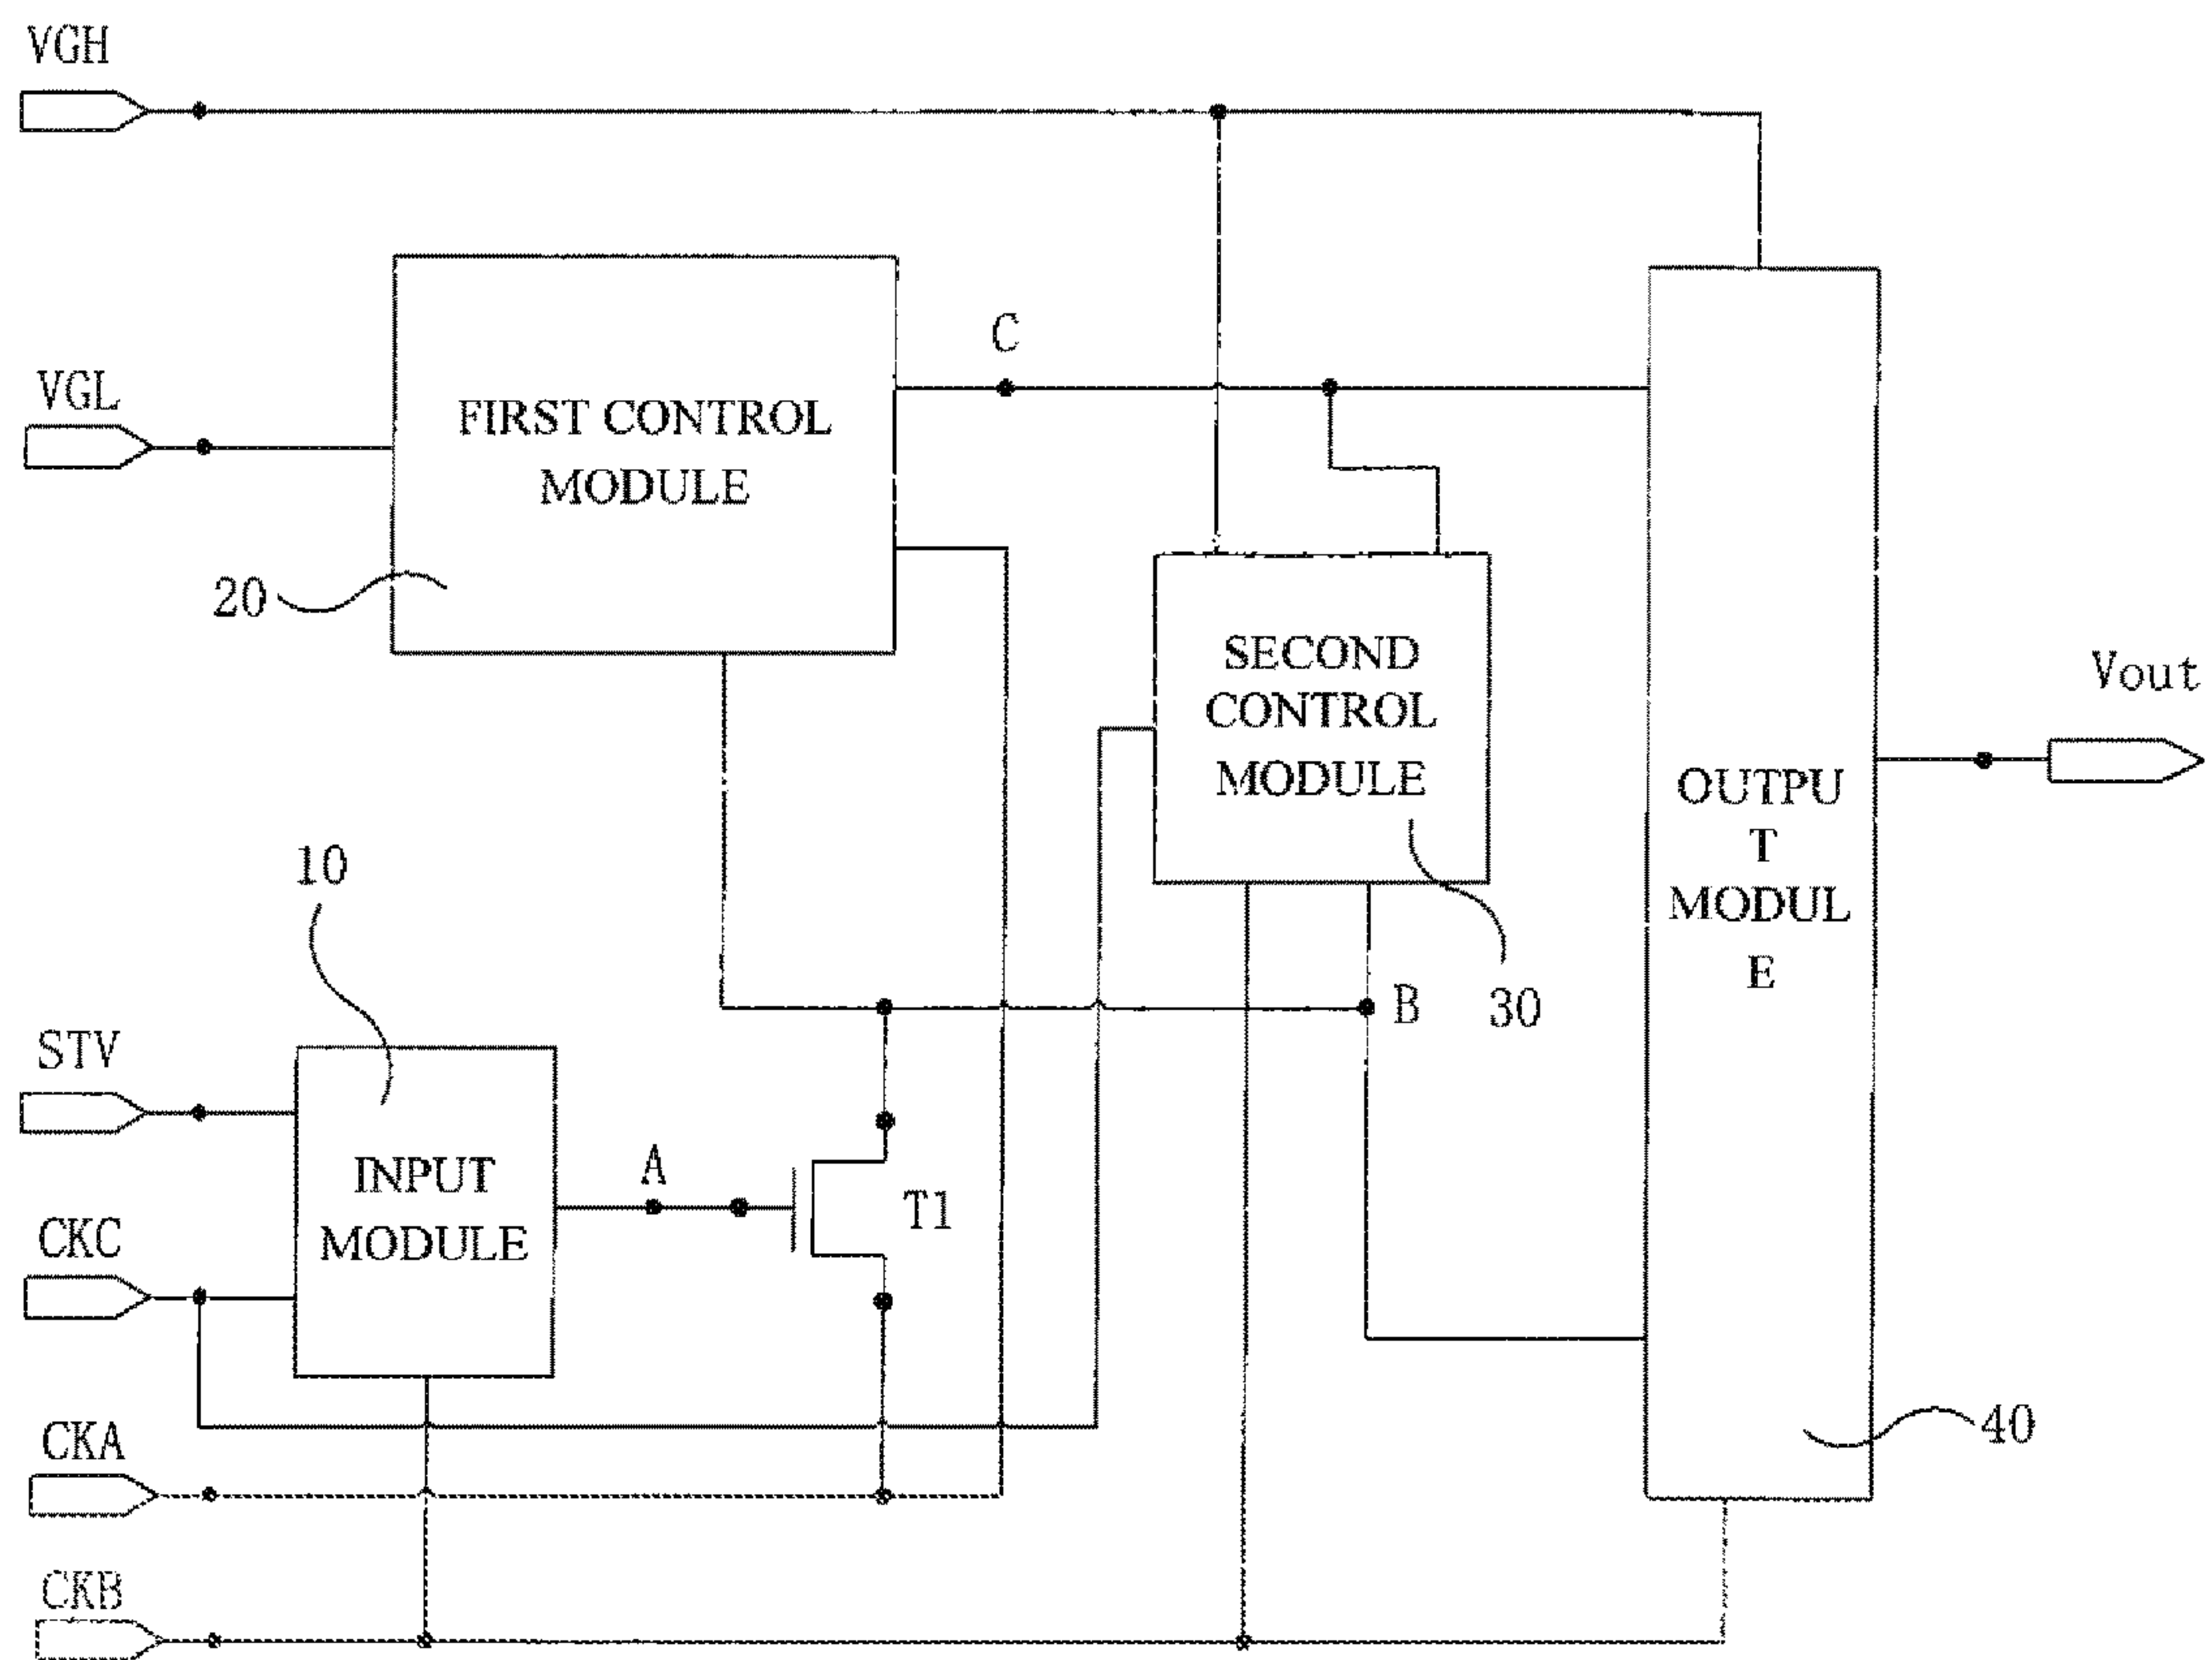 VGH
C
VGL
FIRST CONTROL
MODULE
20
SECOND
CONTROL
MODULE
Vout
OUTPU
T
MODUL
E
10
B
30
STV
A
INPUT
MODULE
T1
CKC
CKA
40
CKB